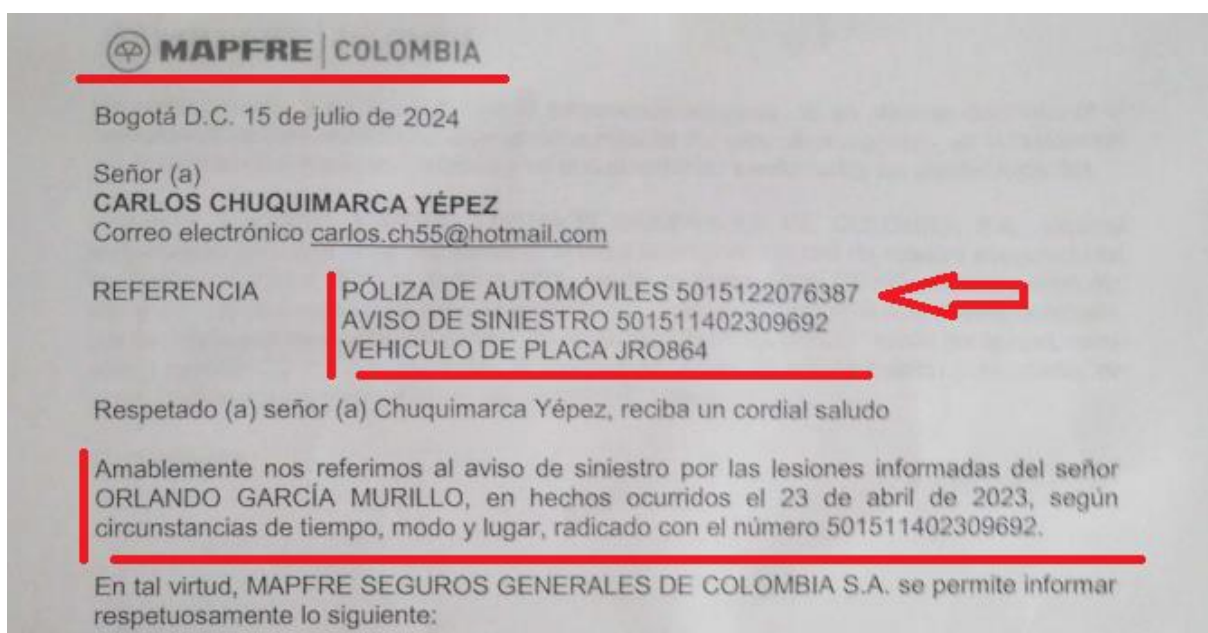 MAPFRE | COLOMBIA
Bogotá D.C. 15 de julio de 2024
Señor (a)
CARLOS CHUQUIMARCA YÉPEZ
Correo electrónico carlos.ch55@hotmail.com
REFERENCIA PÓLIZA DE AUTOMÓVILES 5015122076387
AVISO DE SINIESTRO 501511402309692
VEHICULO DE PLACA JRO864
Respetado (a) señor (a) Chuquimarca Yépez, reciba un cordial saludo
Amablemente nos referimos al aviso de siniestro por las lesiones informadas del señor
ORLANDO GARCÍA MURILLO, en hechos ocurridos el 23 de abril de 2023, según
circunstancias de tiempo, modo y lugar, radicado con el número 501511402309692.
En tal virtud, MAPFRE SEGUROS GENERALES DE COLOMBIA S.A. se permite informar
respetuosamente lo siguiente: